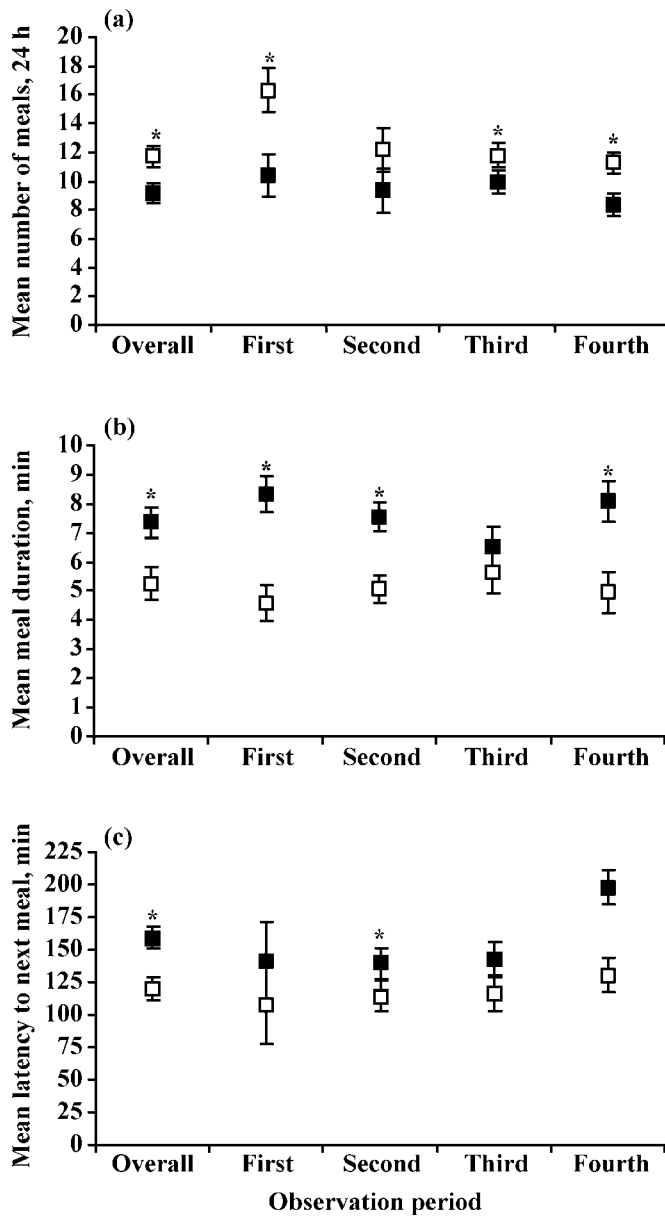 (a)
Mean number of meals, 24 h
20
18
16
14
12
10
8
6
4
2
0
* * * *
Overall First Second Third Fourth
(b)
Mean meal duration, min
10
9
8
7
6
5
4
3
2
1
0
* * * *
Overall First Second Third Fourth
(c)
Mean latency to next meal, min
225
200
175
150
125
100
75
50
25
0
* *
Overall First Second Third Fourth
Observation period